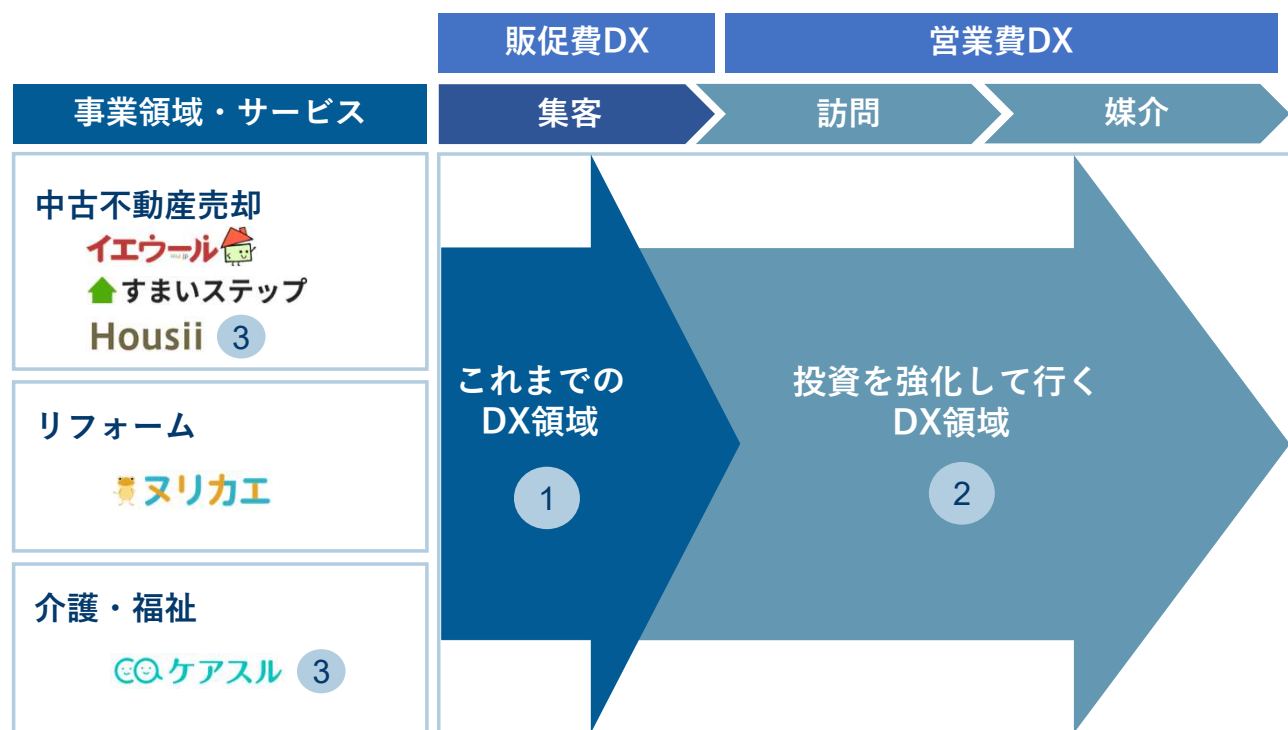 販促費DX
営業費DX
事業領域・サービス
集客
訪問
媒介
中古不動産売却
イエウール
すまいステップ
Housii 3
リフォーム
ヌリカエ
介護・福祉
ケアスル 3
これまでの
DX領域
1
投資を強化して行く
DX領域
2